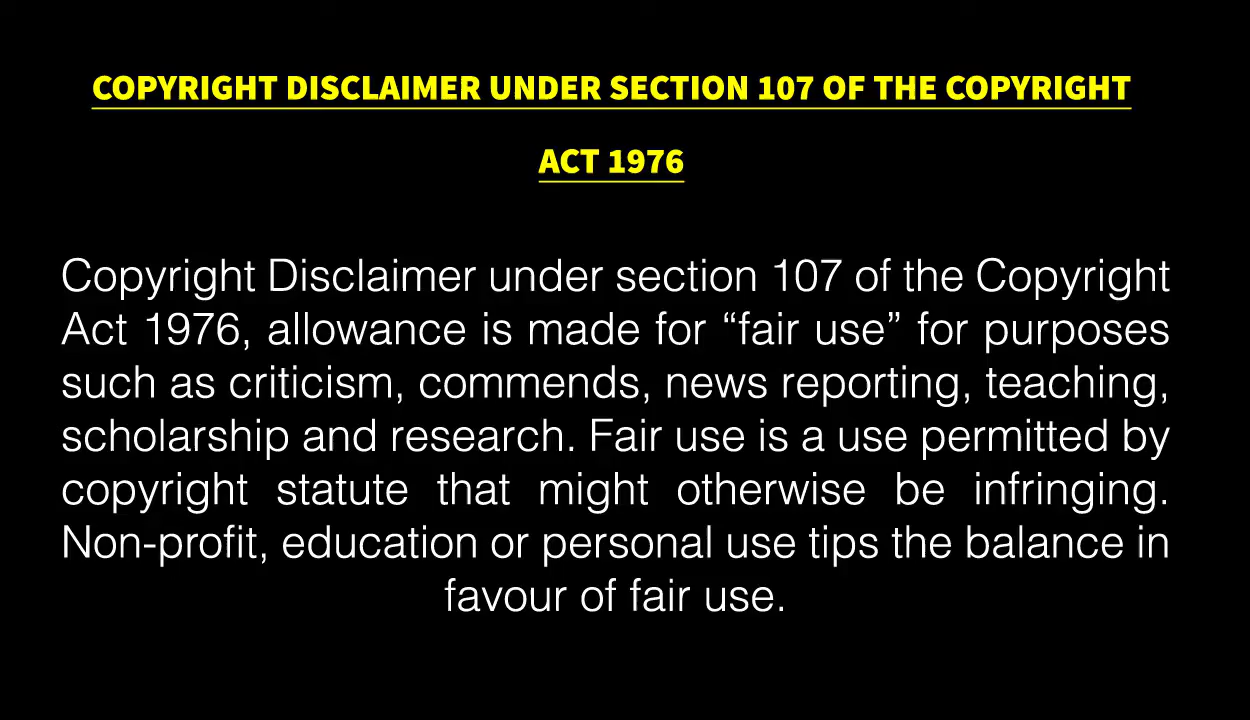 COPYRIGHT DISCLAIMER UNDER SECTION 107 OF THE COPYRIGHT
ACT 1976
Copyright Disclaimer under section 107 of the Copyright
Act 1976, allowance is made for “fair use” for purposes
such as criticism, commends, news reporting, teaching,
scholarship and research. Fair use is a use permitted by
copyright statute that might otherwise be infringing.
Non-profit, education or personal use tips the balance in
favour of fair use.